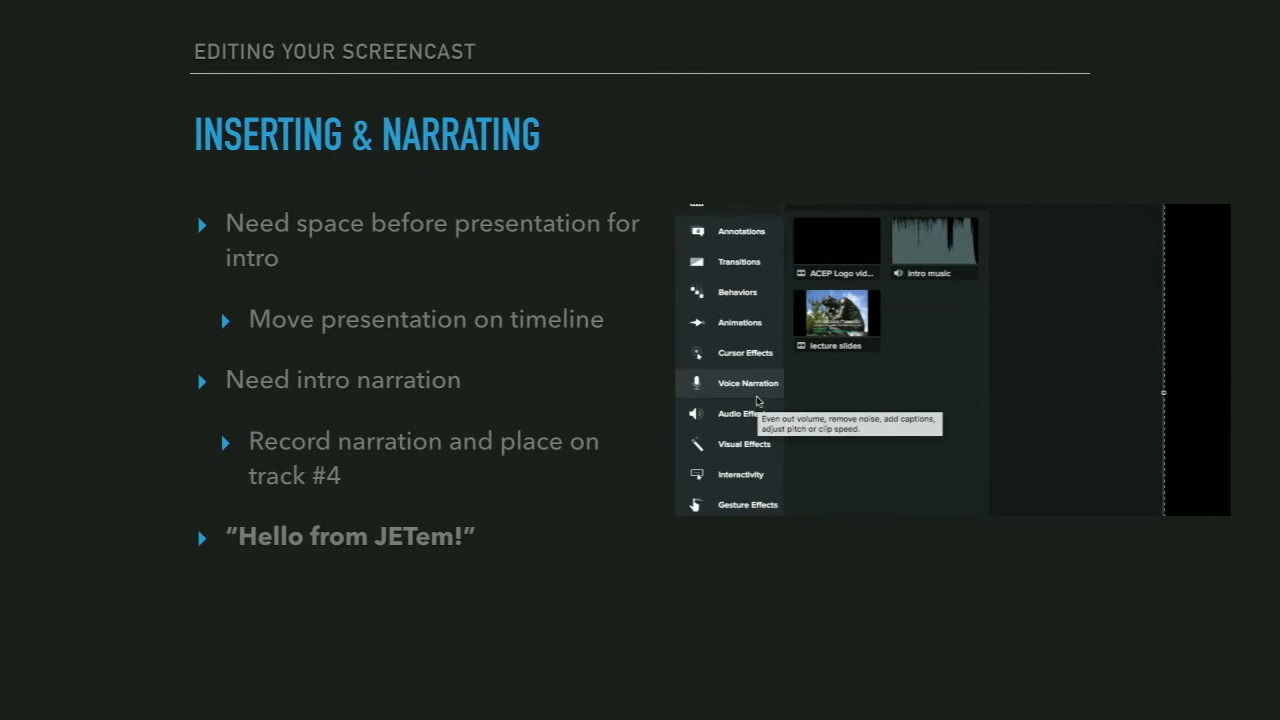 EDITING YOUR SCREENCAST
INSERTING & NARRATING
Need space before presentation for
intro
Move presentation on timeline
Need intro narration
Record narration and place on
track #4
“Hello from JETem!”
Annotations
Transitions
Behaviors
Animations
Cursor Effects
Voice Narration
Audio Effe
Visual Effects
Interactivity
Gesture Effects
ACEP Logo vid...
intro music
lecture slides
Even out volume, remove noise, add captions,
adjust pitch or clip speed.